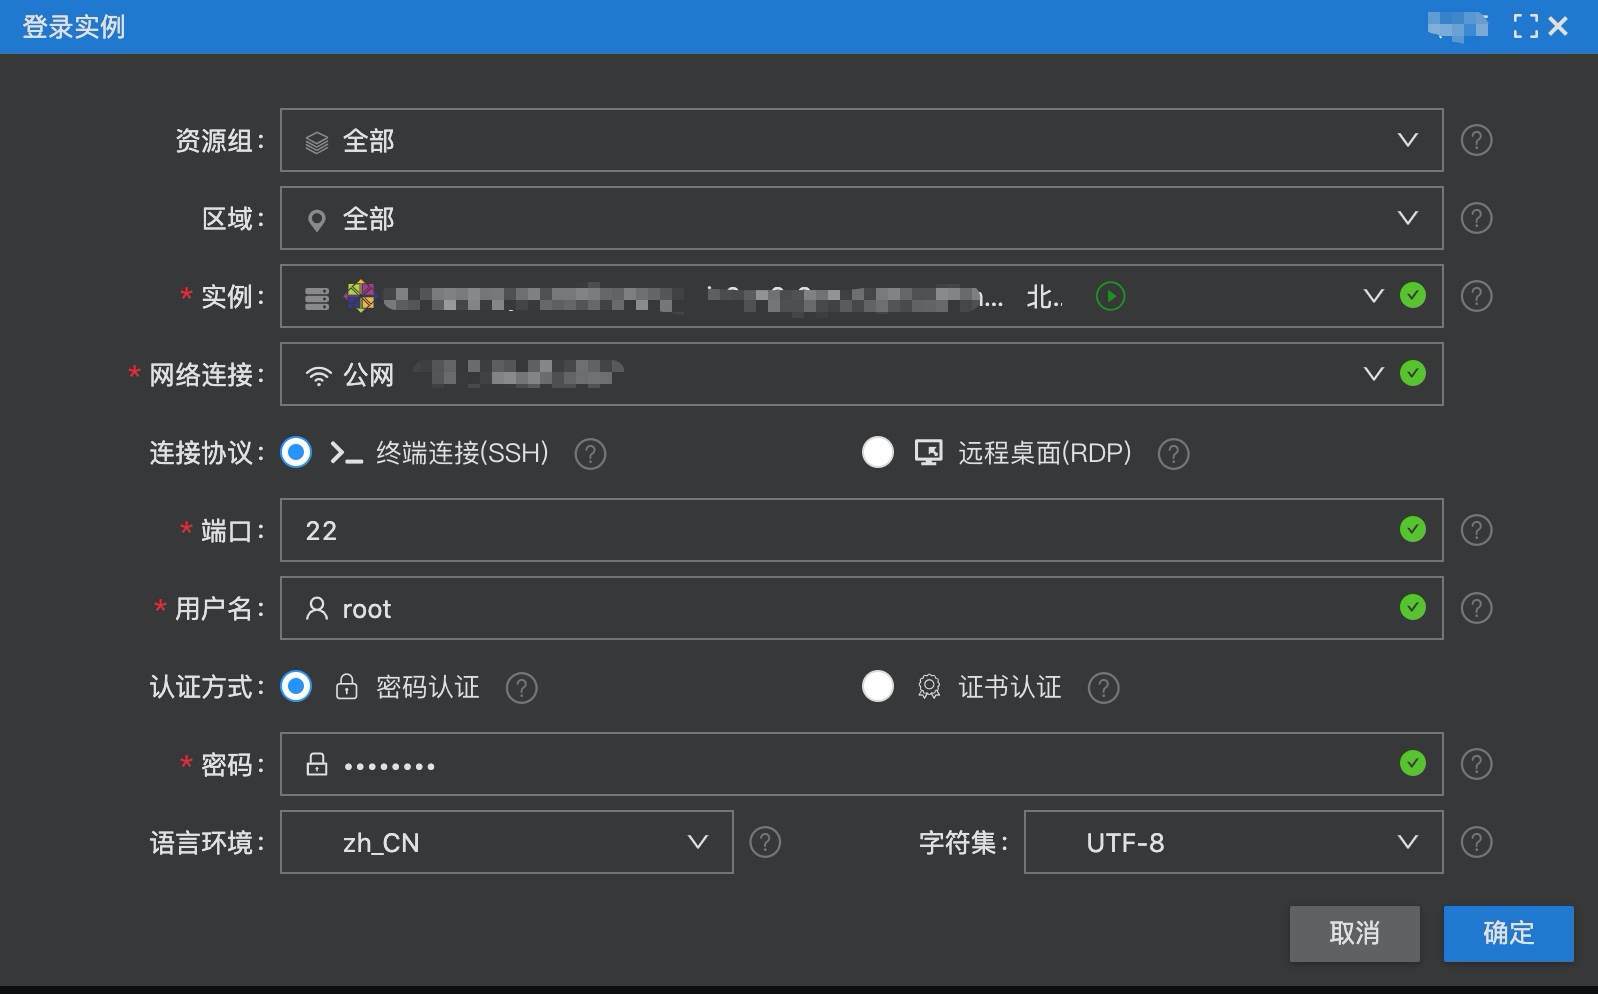 登录实例
资源组: 全部
区域: 全部
* 实例: ... 北..
* 网络连接: 公网
连接协议: 终端连接(SSH) 远程桌面(RDP)
* 端口: 22
* 用户名: root
认证方式: 密码认证 证书认证
* 密码: ••••••••
语言环境: zh_CN 字符集: UTF-8
取消 确定